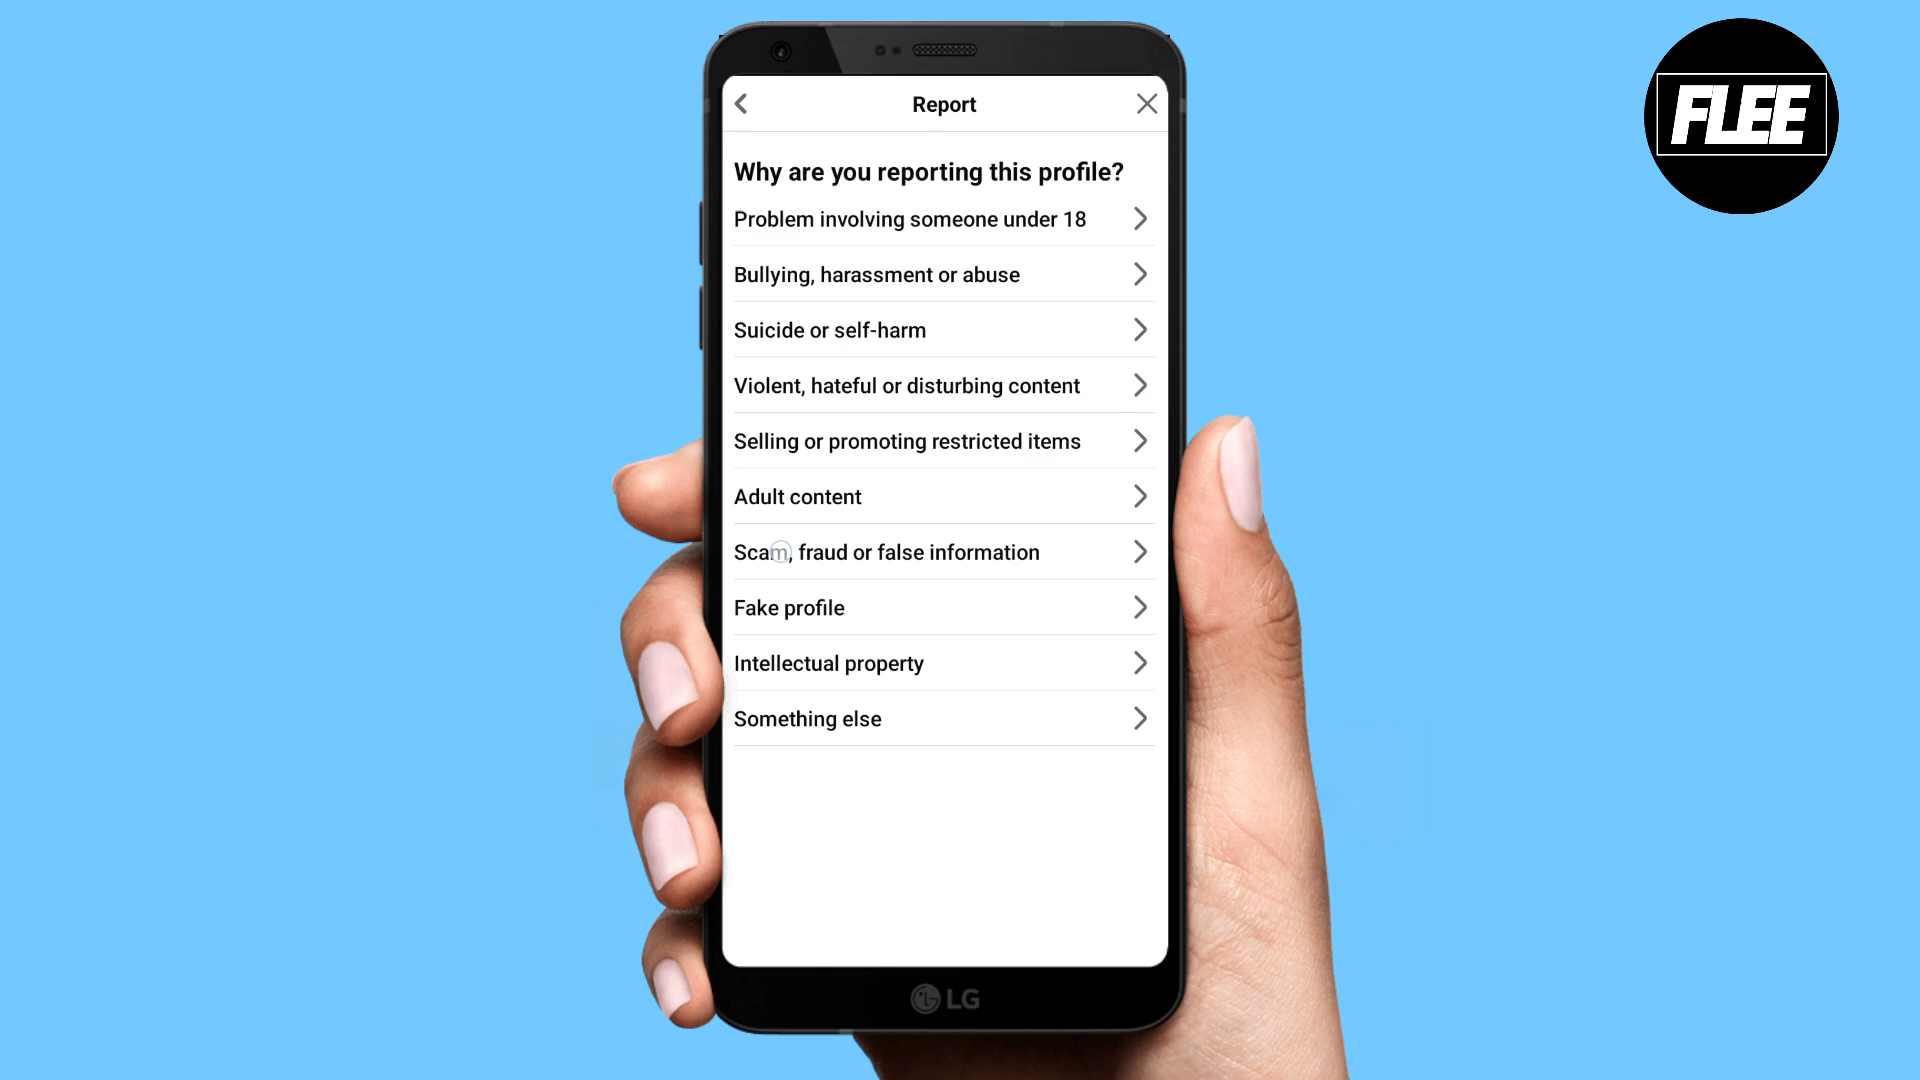 FLEE
Report
Why are you reporting this profile?
Problem involving someone under 18
Bullying, harassment or abuse
Suicide or self-harm
Violent, hateful or disturbing content
Selling or promoting restricted items
Adult content
Scam, fraud or false information
Fake profile
Intellectual property
Something else
LG